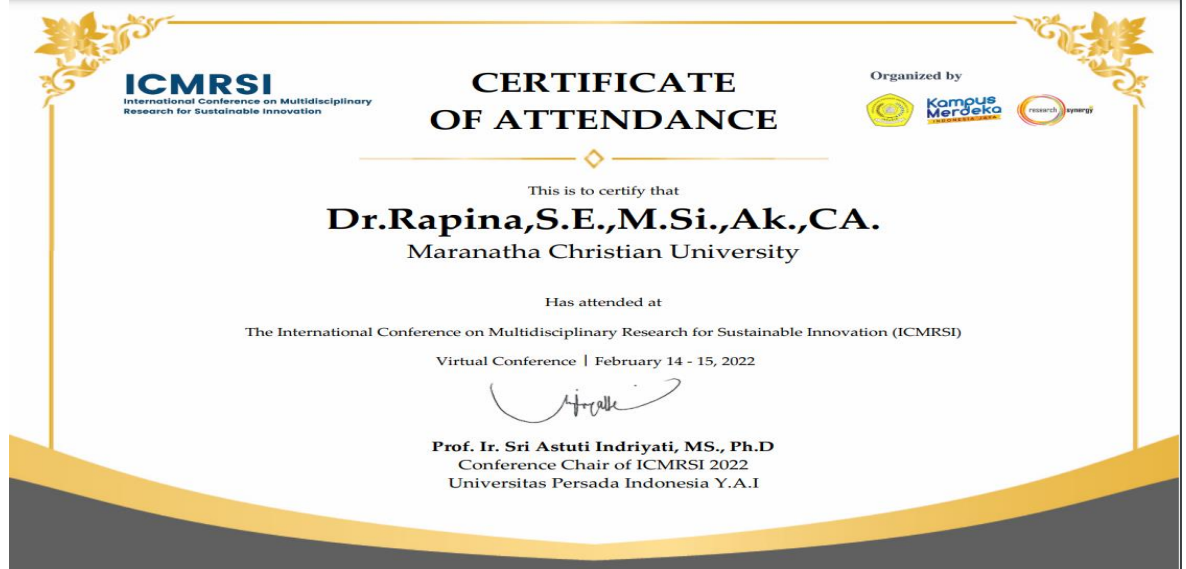 ICMRSI
International Conference on Multidisciplinary
Research for Sustainable Innovation
CERTIFICATE
OF ATTENDANCE
Organized by
Kampus
Merdeka
INDONESIA JAYA
research synergy
This is to certify that
Dr.Rapina,S.E.,M.Si.,Ak.,CA.
Maranatha Christian University
Has attended at
The International Conference on Multidisciplinary Research for Sustainable Innovation (ICMRSI)
Virtual Conference | February 14 - 15, 2022
Prof. Ir. Sri Astuti Indriyati, MS., Ph.D
Conference Chair of ICMRSI 2022
Universitas Persada Indonesia Y.A.I